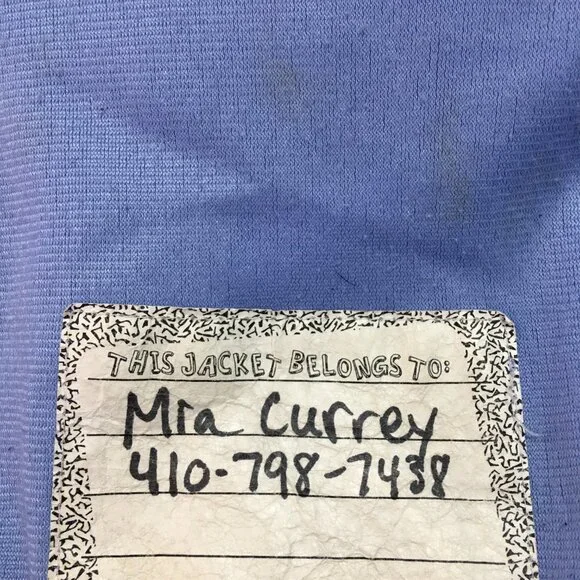 THIS JACKET BELONGS TO:
Mia Currey
410-798-7438